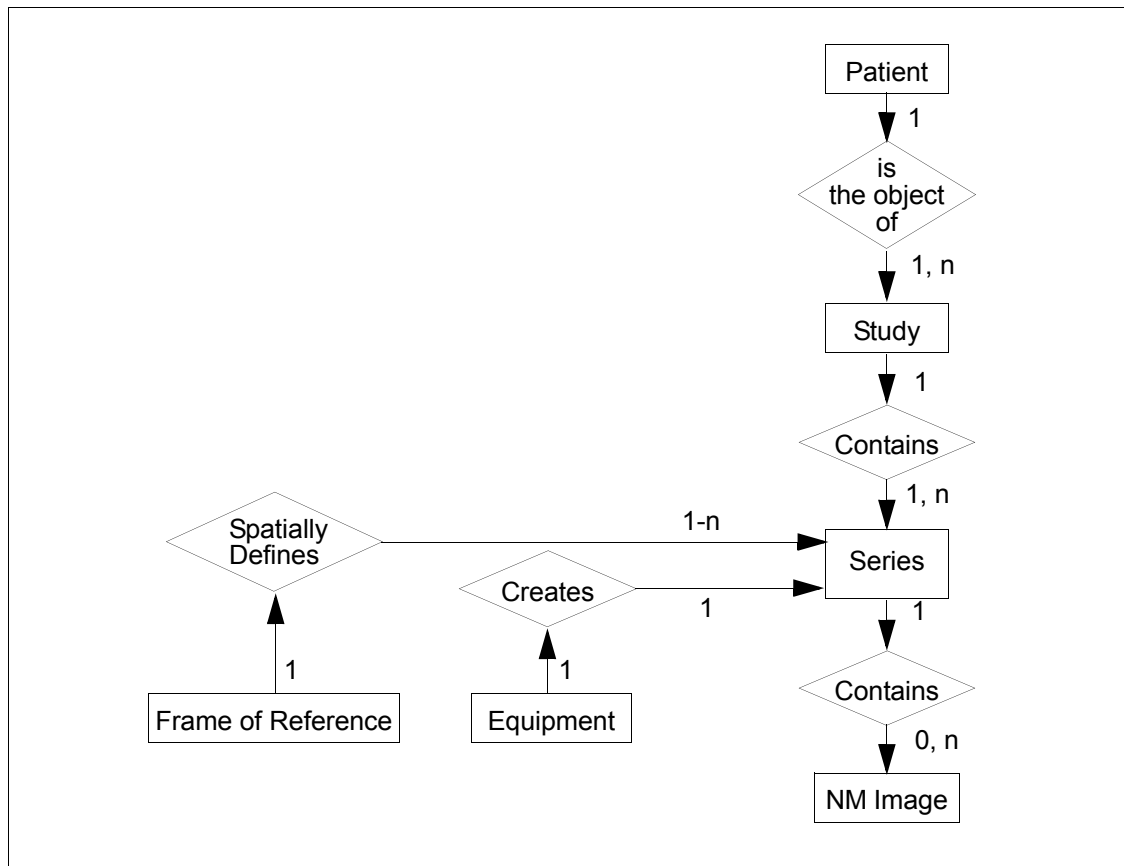 Patient
1
is
the object
of
1, n
Study
1
Contains
1, n
Spatially
Defines
1-n
Series
Creates
1
1
1
1
Contains
Frame of Reference
Equipment
0, n
NM Image